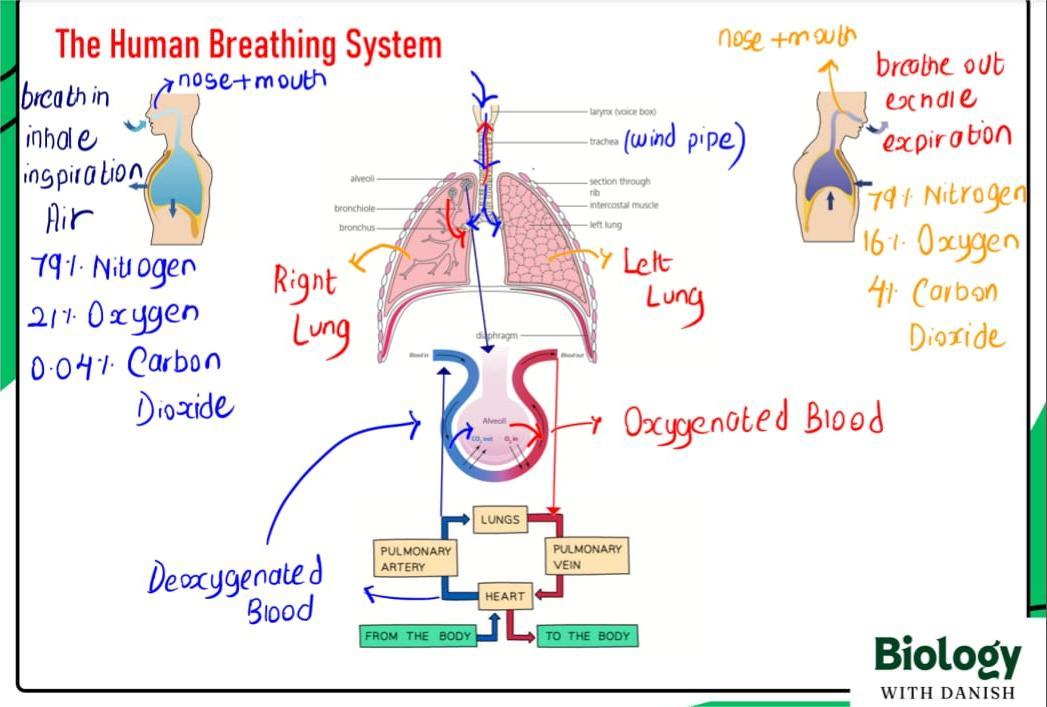 The Human Breathing System
breath in
inhale
inspiration
nose+mouth
Air
79% Nitrogen
21% Oxygen
0.04% Carbon
Dioxide
larynx (voice box)
trachea (wind pipe)
alveoli
section through
rib
bronchiole
intercostal muscle
bronchus
left lung
Right
Lung
Left
Lung
diaphragm
nose+mouth
breathe out
exhale
expiration
79% Nitrogen
16% Oxygen
4% Carbon
Dioxide
Blood in
Blood out
Alveoli
CO2 out
O2 in
Oxygenated Blood
Deoxygenated
Blood
LUNGS
PULMONARY
ARTERY
PULMONARY
VEIN
HEART
FROM THE BODY
TO THE BODY
Biology
WITH DANISH